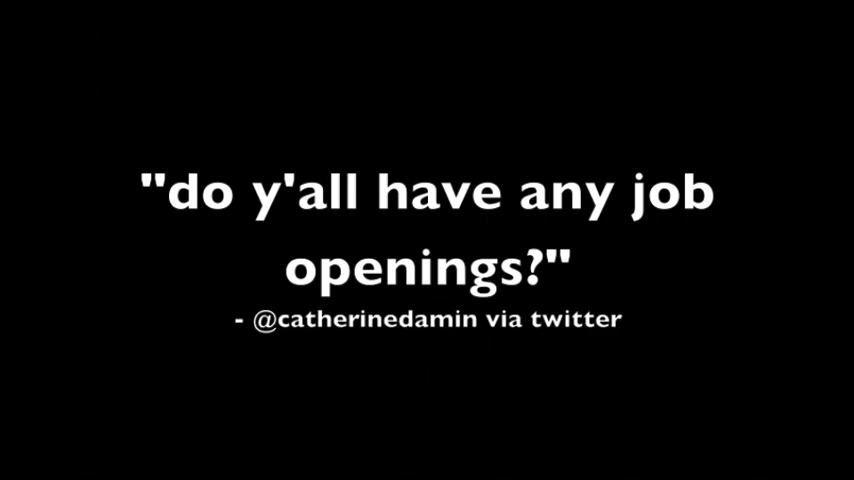 "do y'all have any job
openings?"
- @catherinedamin via twitter